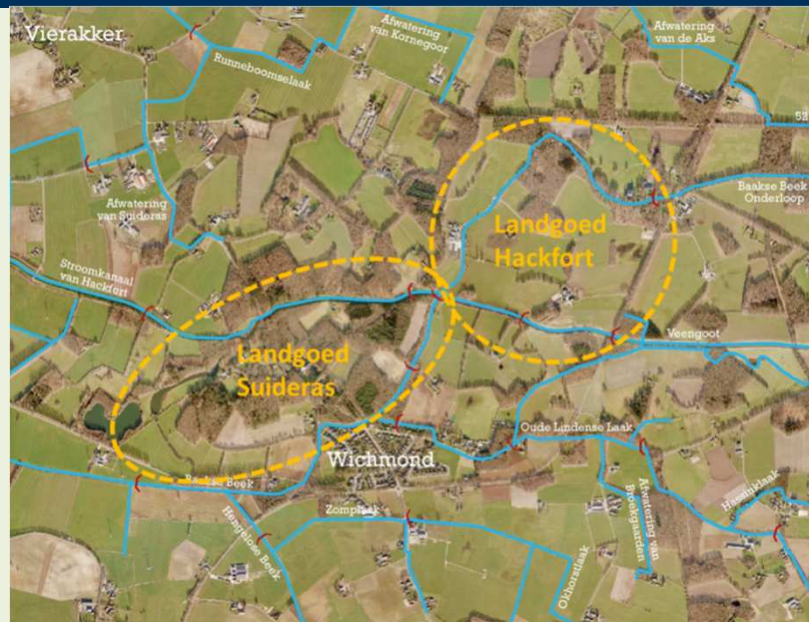 Vierakker
Afwatering
van Kornegoor
Runneboomselaak
Afwatering
van de Aks
52
Baakse Beek
Onderloop
Afwatering
van Suideras
Landgoed
Hackfort
Stroomkanaal
van Hackfort
Veengoot
Landgoed
Suideras
Oude Lindense Laak
Wichmond
Baakse Beek
Hengelose Beek
Zomplaak
Okhorstlaak
Afwatering van
Broekgaarden
Hassinklaak